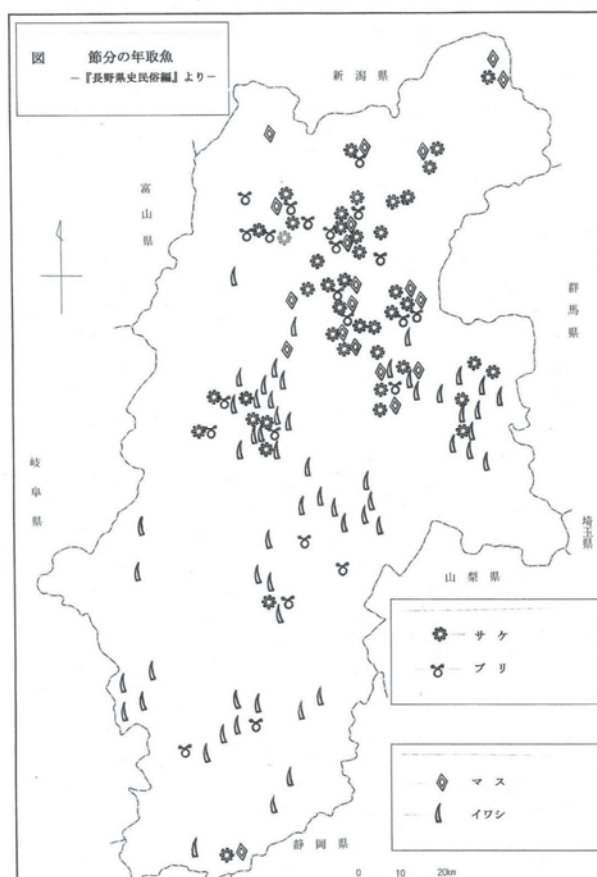 図 節分の年取魚
－『長野県史民俗編』より－
新潟県
富山県
群馬県
岐阜県
埼玉県
山梨県
サケ
ブリ
マス
イワシ
静岡県
0 10 20km